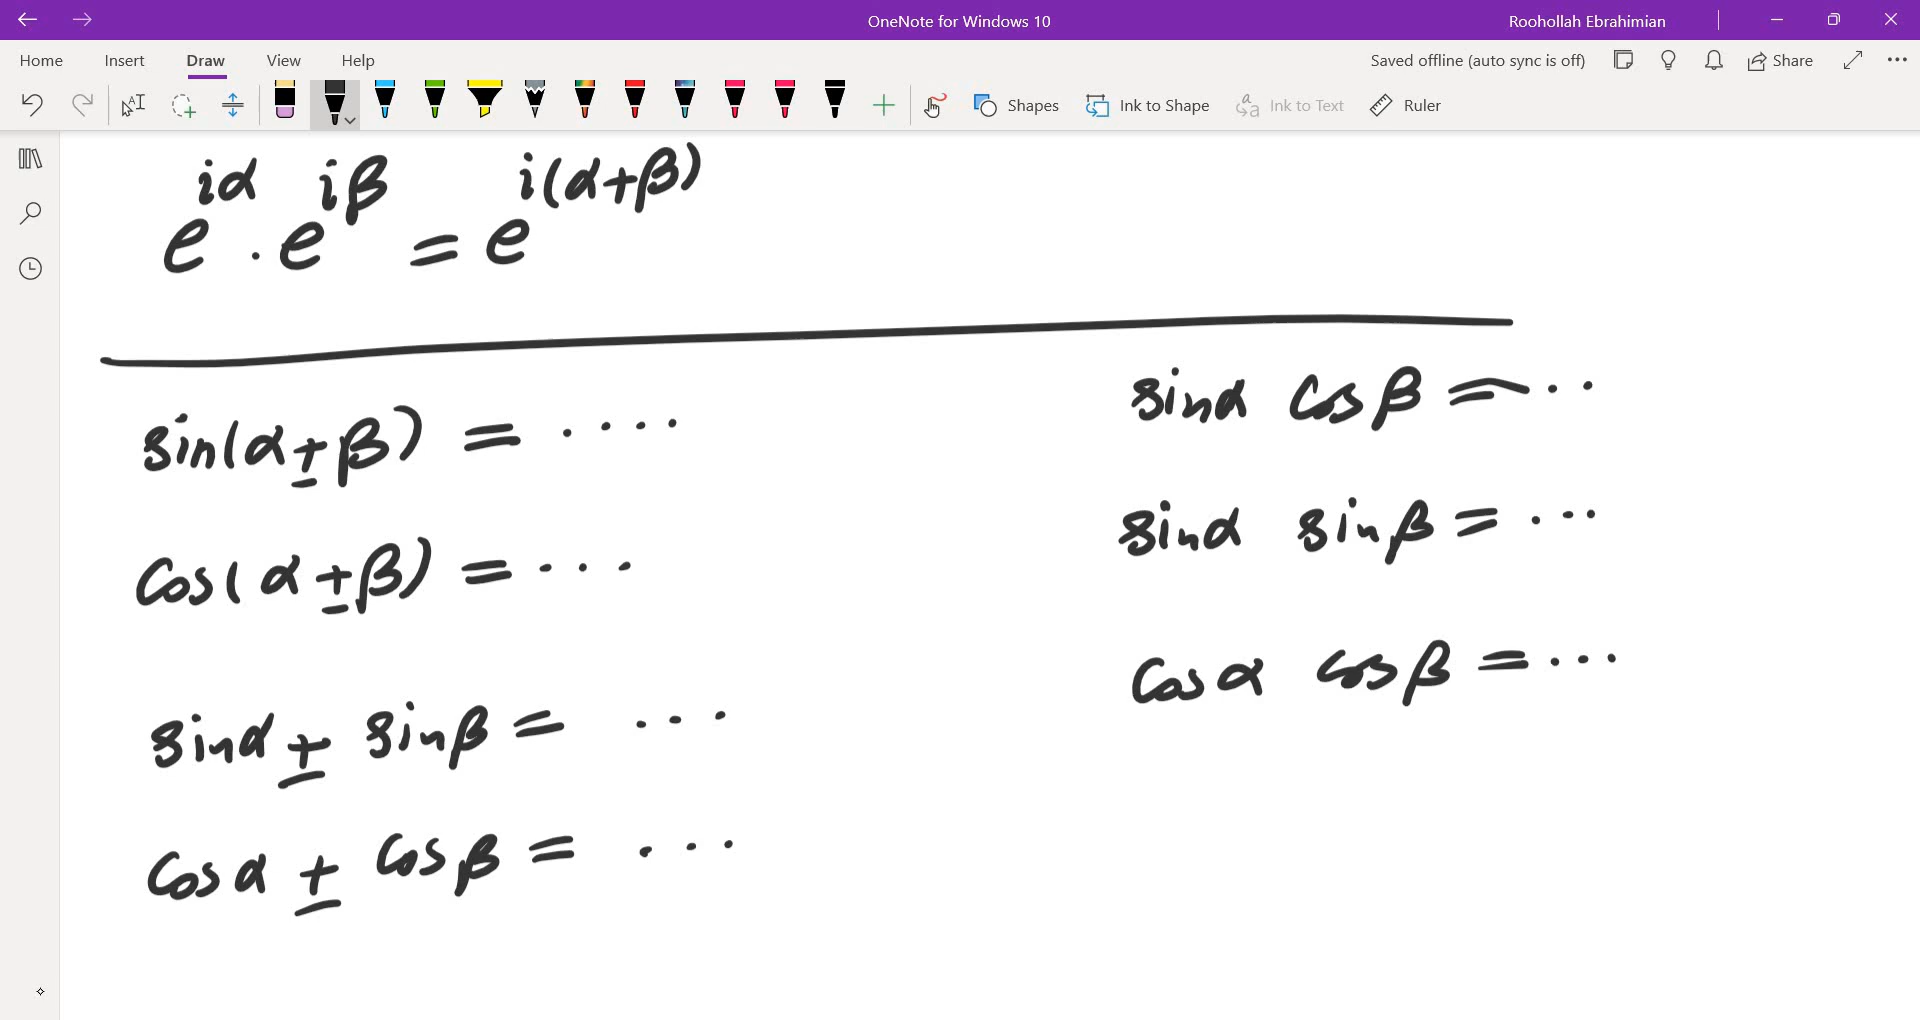 OneNote for Windows 10 Roohollah Ebrahimian
Home Insert Draw View Help Saved offline (auto sync is off) Share
Shapes Ink to Shape Ink to Text Ruler
e^{iα} . e^{iβ} = e^{i(α+β)}
sin(α±β) = ....
cos(α±β) = ...
sinα ± sinβ = ...
cosα ± cosβ = ...
sinα cosβ = ..
sinα sinβ = ...
cosα cosβ = ...